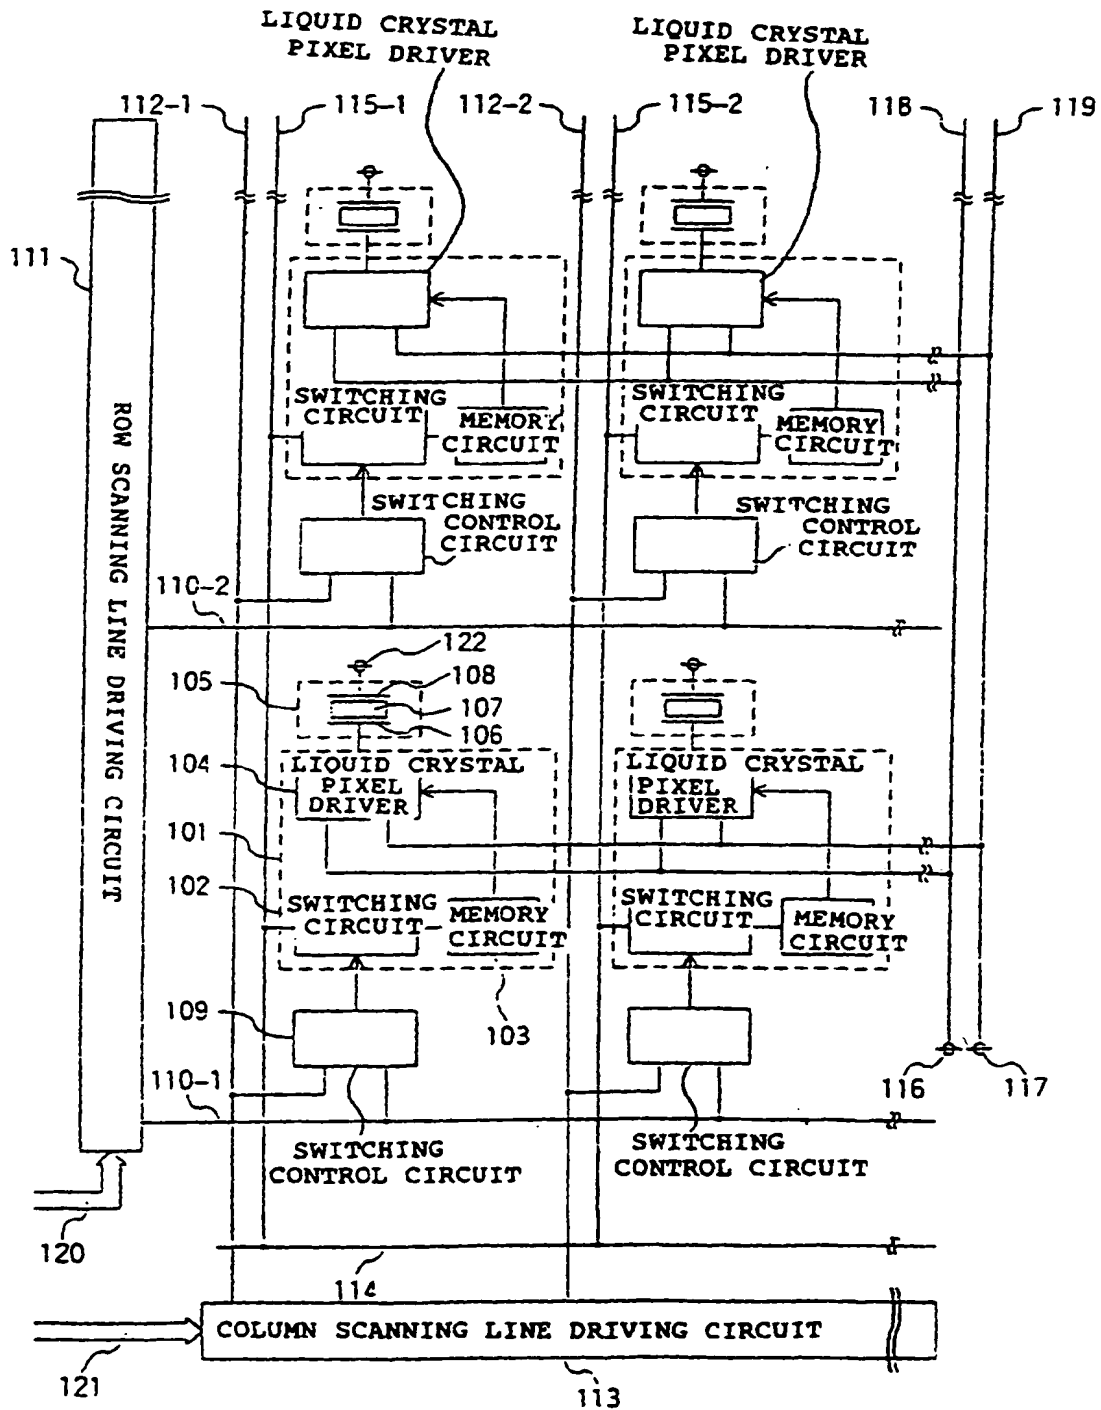 LIQUID CRYSTAL
PIXEL DRIVER
LIQUID CRYSTAL
PIXEL DRIVER
112-1
115-1
112-2
115-2
118
119
111
ROW SCANNING LINE DRIVING CIRCUIT
SWITCHING
CIRCUIT
MEMORY
CIRCUIT
SWITCHING
CIRCUIT
MEMORY
CIRCUIT
SWITCHING
CONTROL
CIRCUIT
SWITCHING
CONTROL
CIRCUIT
110-2
122
105
108
107
106
104
LIQUID CRYSTAL
PIXEL
DRIVER
LIQUID CRYSTAL
PIXEL
DRIVER
101
102
SWITCHING
CIRCUIT
MEMORY
CIRCUIT
SWITCHING
CIRCUIT
MEMORY
CIRCUIT
109
103
110-1
116
117
SWITCHING
CONTROL CIRCUIT
SWITCHING
CONTROL CIRCUIT
120
114
COLUMN SCANNING LINE DRIVING CIRCUIT
121
113